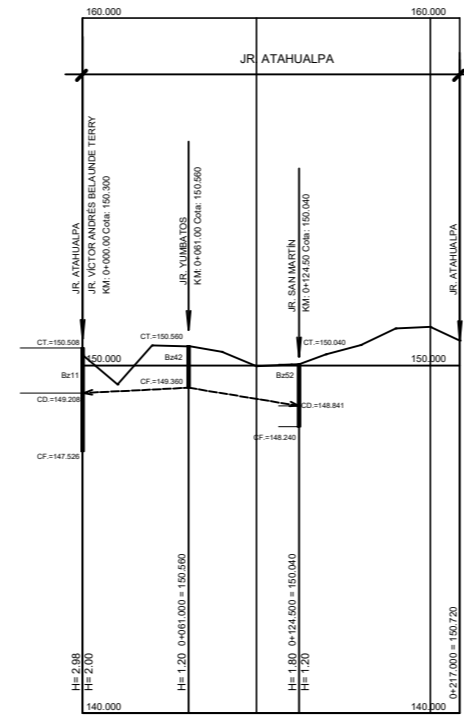 160.000
160.000
JR. ATAHUALPA
JR. ATAHUALPA
JR. VÍCTOR ANDRÉS BELAUNDE TERRY
KM: 0+000.00 Cota: 150.300
JR. YUMBATOS
KM: 0+061.00 Cota: 150.560
JR. SAN MARTÍN
KM: 0+124.50 Cota: 150.040
JR. ATAHUALPA
CT.=150.508
CT.=150.560
CT.=150.040
150.000
150.000
Bz11
Bz42
Bz52
CF.=149.360
CD.=149.208
CD.=148.841
CF.=148.240
CF.=147.526
H= 2.98
H= 2.00
H= 1.20 0+061.000 = 150.560
H= 1.80 0+124.500 = 150.040
H= 1.20
0+217.000 = 150.720
140.000
140.000